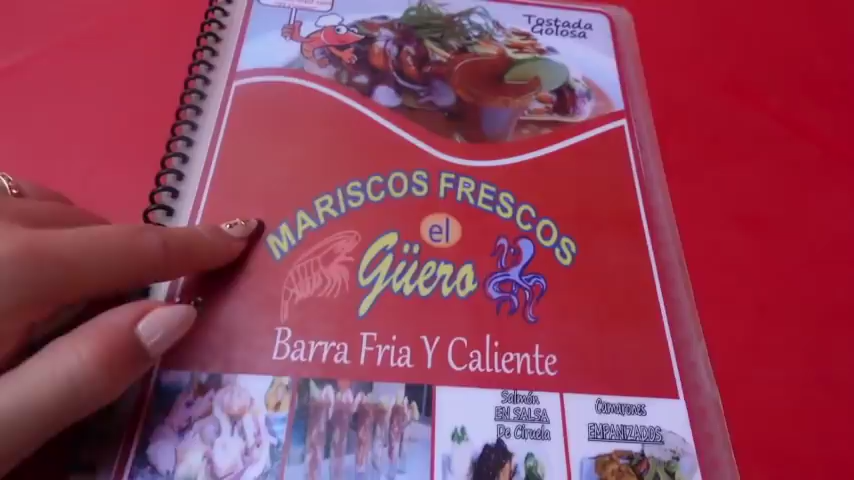 Tostada
Golosa
MARISCOS FRESCOS
el
Güero
Barra Fria Y Caliente
Salmón
EN SALSA
De Ciruela
Camarones
EMPANIZADOS